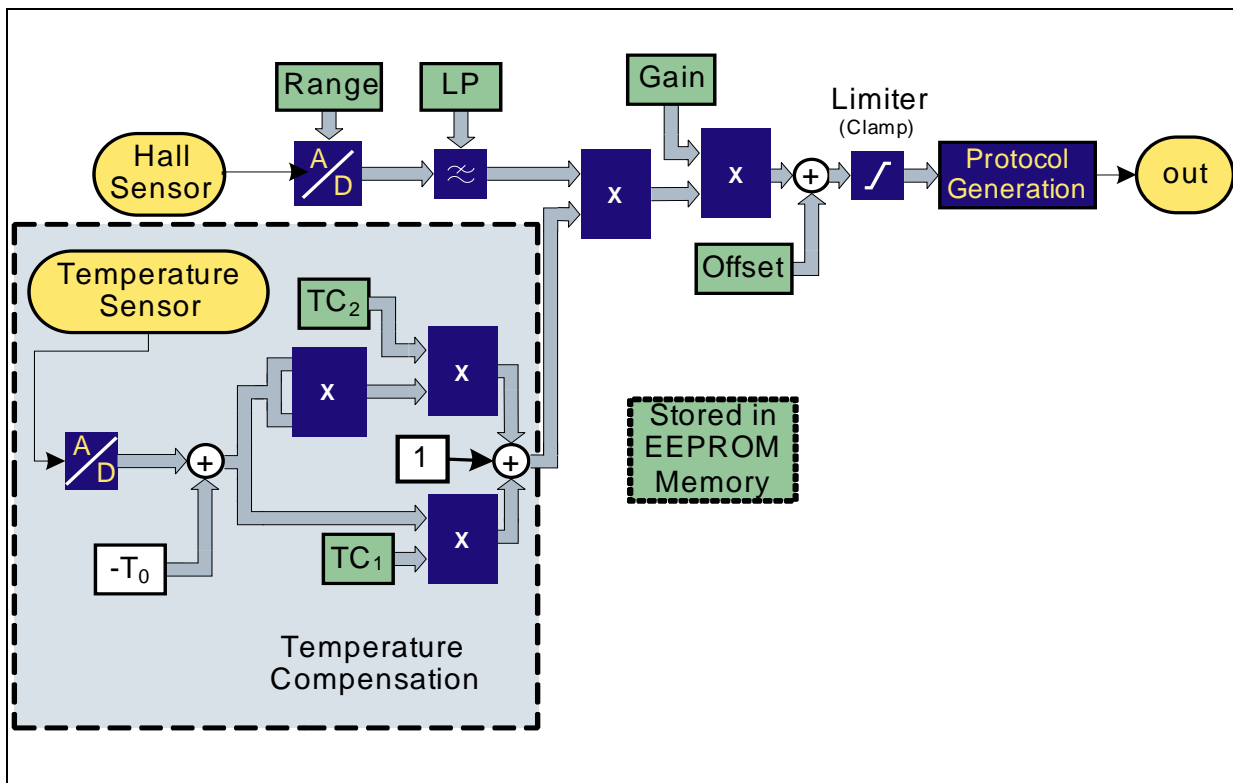 Range
LP
Gain
Limiter
(Clamp)
Hall
Sensor
A
D
X
X
Protocol
Generation
out
Offset
Temperature
Sensor
TC₂
X
X
Stored in
EEPROM
Memory
A
D
+
+
1
+
-T₀
TC₁
X
Temperature
Compensation